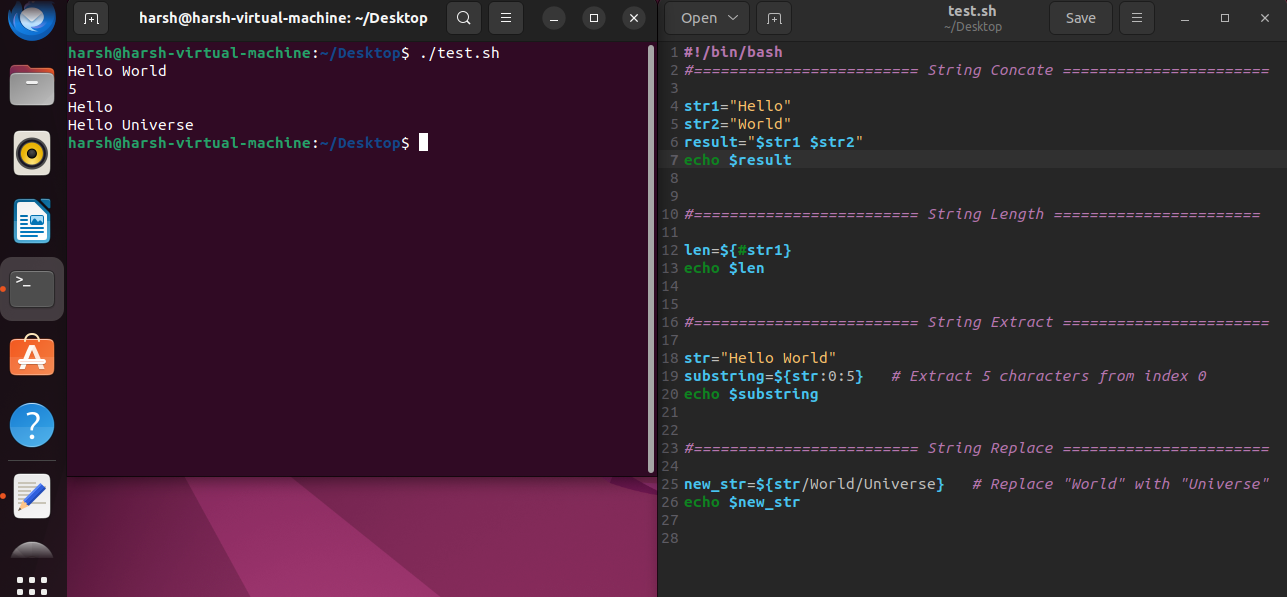 harsh@harsh-virtual-machine: ~/Desktop
harsh@harsh-virtual-machine:~/Desktop$ ./test.sh
Hello World
5
Hello
Hello Universe
harsh@harsh-virtual-machine:~/Desktop$
>_
?
Open
test.sh
~/Desktop
Save
1 #!/bin/bash
2 #========================= String Concate =======================
3
4 str1="Hello"
5 str2="World"
6 result="$str1 $str2"
7 echo $result
8
9
10 #========================= String Length =======================
11
12 len=${#str1}
13 echo $len
14
15
16 #========================= String Extract =======================
17
18 str="Hello World"
19 substring=${str:0:5}   # Extract 5 characters from index 0
20 echo $substring
21
22
23 #========================= String Replace =======================
24
25 new_str=${str/World/Universe}   # Replace "World" with "Universe"
26 echo $new_str
27
28